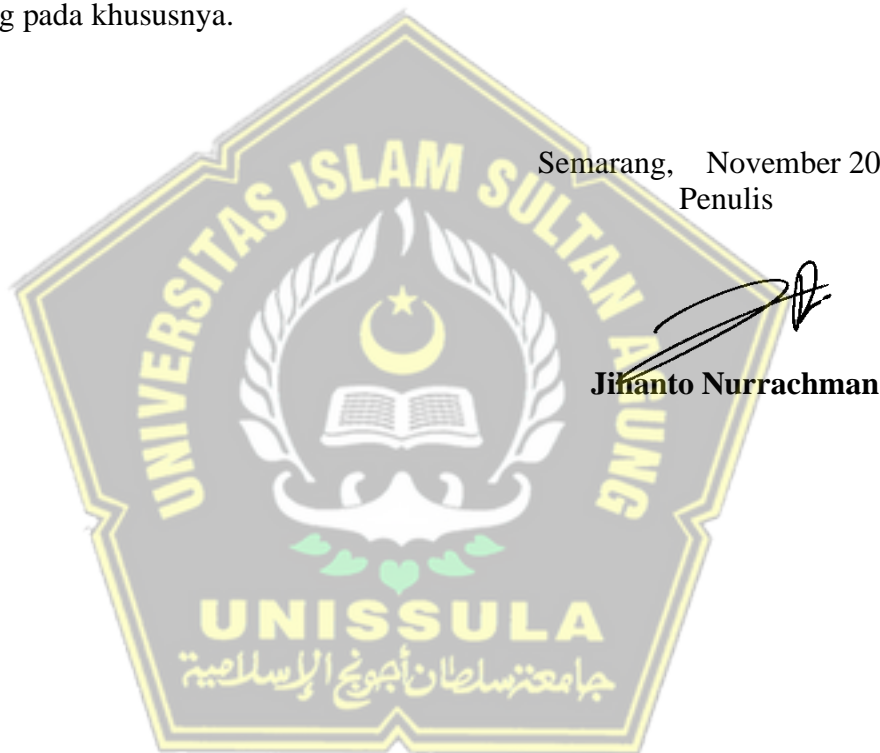 g pada khususnya.
Semarang, November 20
Penulis
Jihanto Nurrachman
UNIVERSITAS ISLAM SULTAN AGUNG
UNISSULA
جامعة سلطان أجونج الإسلامية